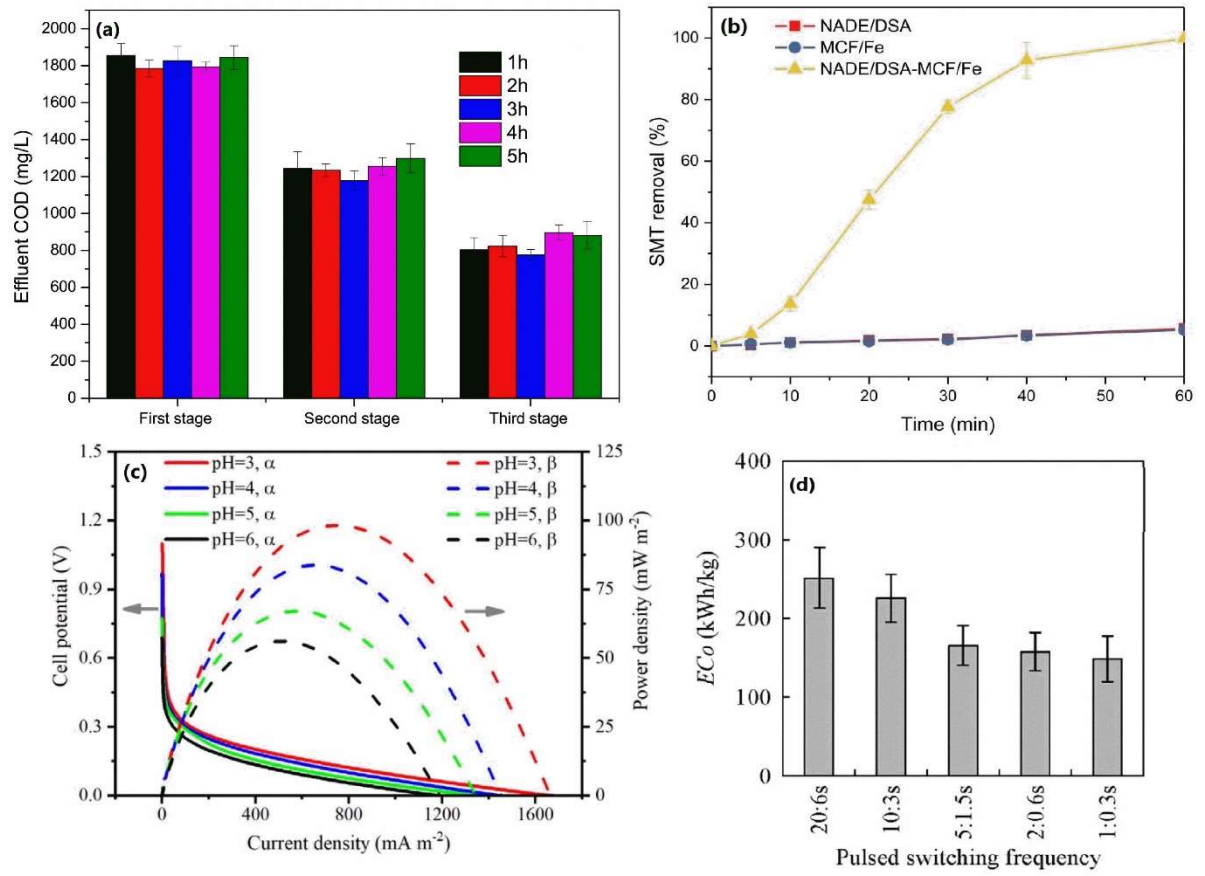 (a)
1h
2h
3h
4h
5h
Effluent COD (mg/L)
2000
1800
1600
1400
1200
1000
800
600
400
200
0
First stage
Second stage
Third stage
(b)
NADE/DSA
MCF/Fe
NADE/DSA-MCF/Fe
SMT removal (%)
100
80
60
40
20
0
0
10
20
30
40
50
60
Time (min)
(c)
pH=3, α
pH=4, α
pH=5, α
pH=6, α
pH=3, β
pH=4, β
pH=5, β
pH=6, β
Cell potential (V)
1.5
1.2
0.9
0.6
0.3
0.0
Power density (mW m⁻²)
125
100
75
50
25
0
0
400
800
1200
1600
Current density (mA m⁻²)
(d)
ECo (kWh/kg)
400
300
200
100
0
20:6s
10:3s
5:1.5s
2:0.6s
1:0.3s
Pulsed switching frequency